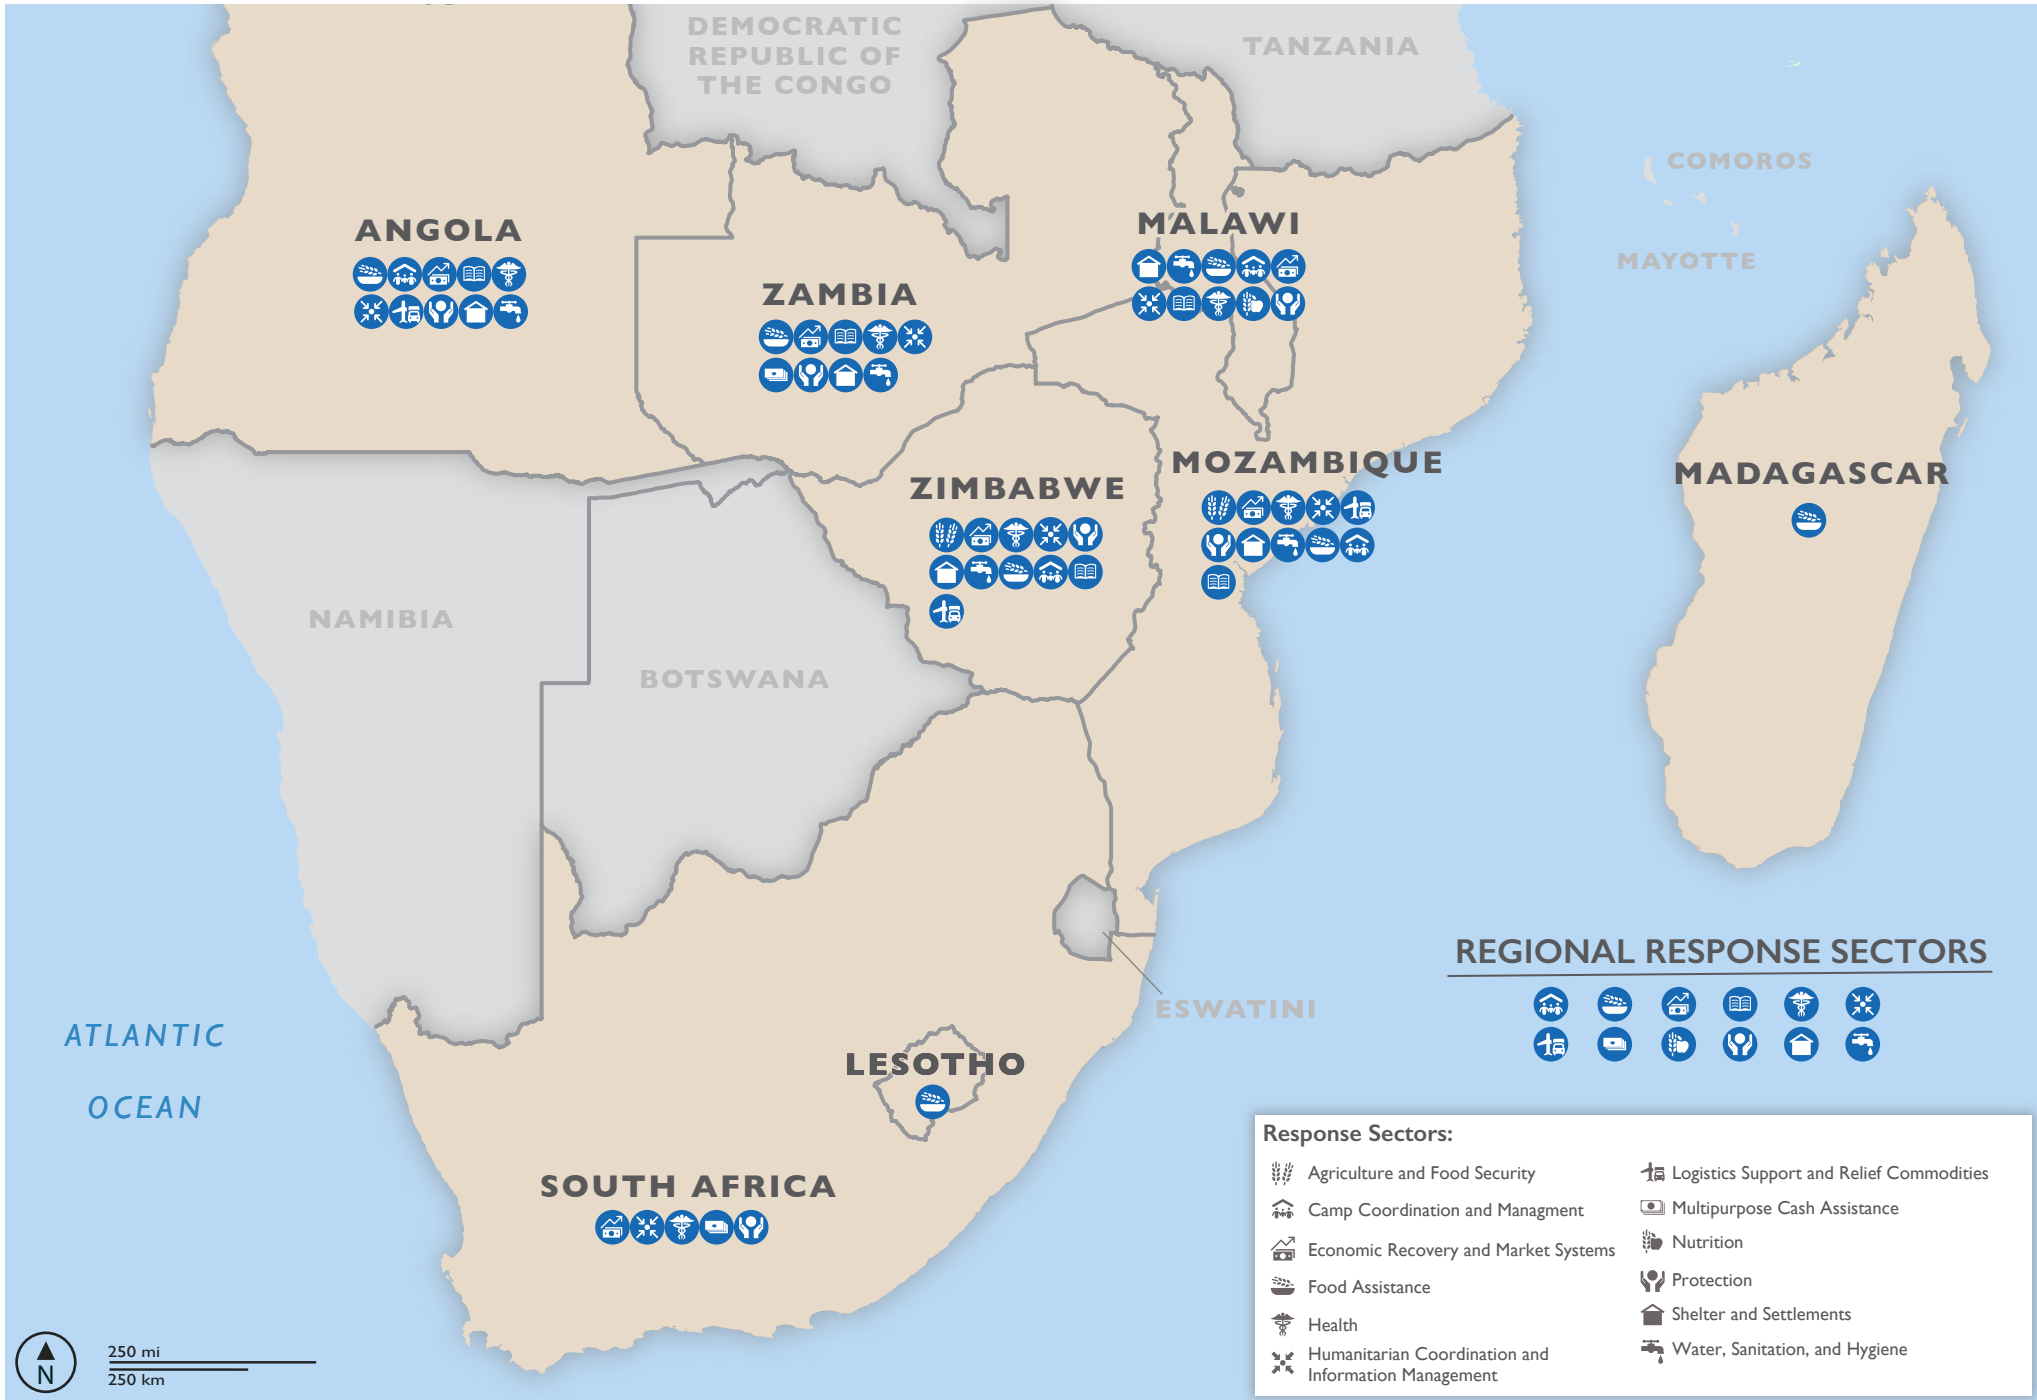 DEMOCRATIC
REPUBLIC OF
THE CONGO
TANZANIA
COMOROS
MAYOTTE
ANGOLA
MALAWI
ZAMBIA
MOZAMBIQUE
MADAGASCAR
ZIMBABWE
NAMIBIA
BOTSWANA
REGIONAL RESPONSE SECTORS
ESWATINI
ATLANTIC
OCEAN
LESOTHO
SOUTH AFRICA
Response Sectors:
Agriculture and Food Security
Camp Coordination and Managment
Economic Recovery and Market Systems
Food Assistance
Health
Humanitarian Coordination and
Information Management
Logistics Support and Relief Commodities
Multipurpose Cash Assistance
Nutrition
Protection
Shelter and Settlements
Water, Sanitation, and Hygiene
N
250 mi
250 km